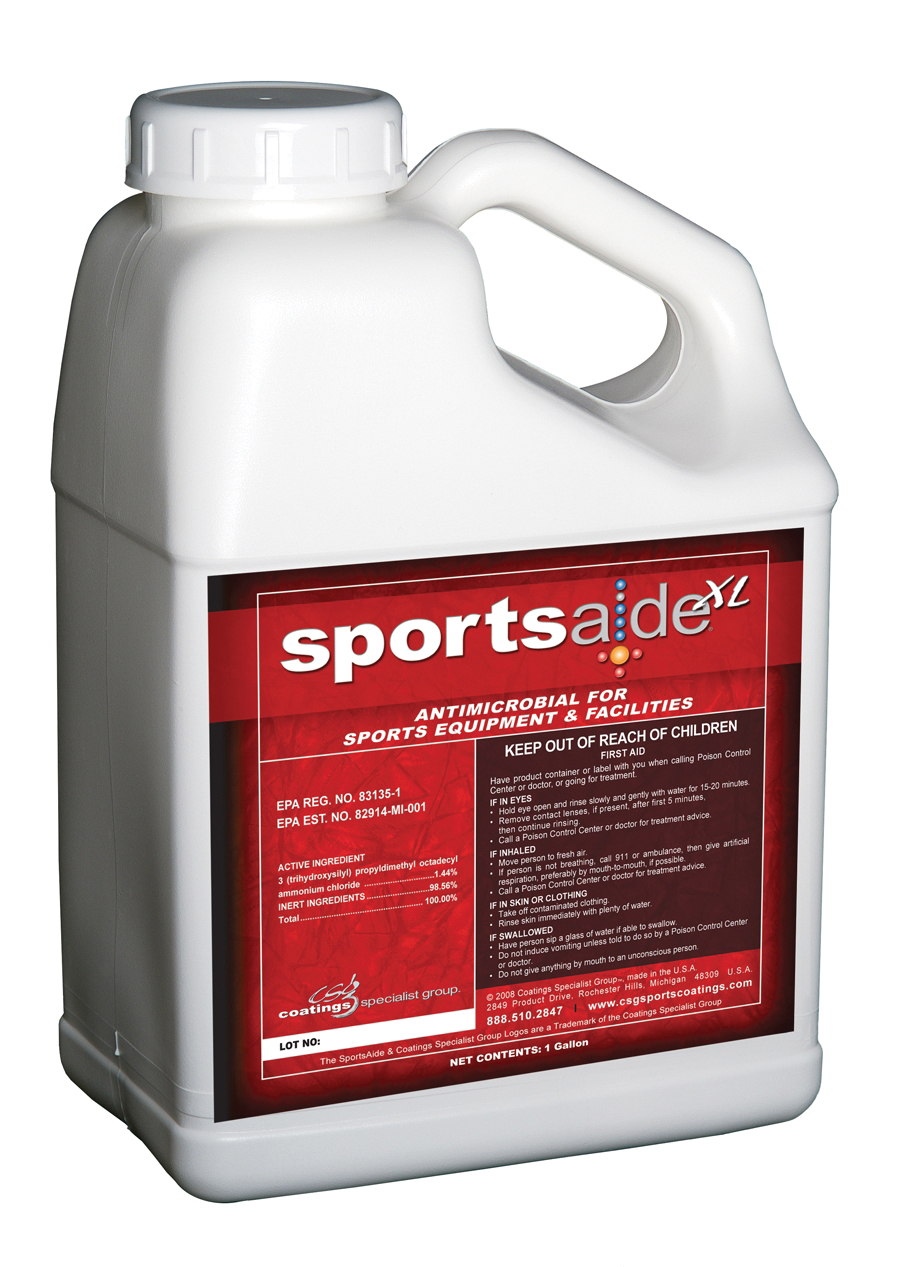 sportsaide XL
ANTIMICROBIAL FOR
SPORTS EQUIPMENT & FACILITIES
EPA REG. NO. 83135-1
EPA EST. NO. 82914-MI-001
ACTIVE INGREDIENT
3 (trihydroxysilyl) propyldimethyl octadecyl
ammonium chloride ....................1.44%
INERT INGREDIENTS..................98.56%
Total......................................... 100.00%
csg
coatings specialist group.
LOT NO:
KEEP OUT OF REACH OF CHILDREN
FIRST AID
Have product container or label with you when calling Poison Control
Center or doctor, or going for treatment.
IF IN EYES
• Hold eye open and rinse slowly and gently with water for 15-20 minutes.
• Remove contact lenses, if present, after first 5 minutes,
then continue rinsing.
• Call a Poison Control Center or doctor for treatment advice.
IF INHALED
• Move person to fresh air.
• If person is not breathing, call 911 or ambulance, then give artificial
respiration, preferably by mouth-to-mouth, if possible.
• Call a Poison Control Center or doctor for treatment advice.
IF IN SKIN OR CLOTHING
• Take off contaminated clothing.
• Rinse skin immediately with plenty of water.
IF SWALLOWED
• Have person sip a glass of water if able to swallow.
• Do not induce vomiting unless told to do so by a Poison Control Center
or doctor.
• Do not give anything by mouth to an unconscious person.
© 2008 Coatings Specialist Group™, made in the U.S.A.
2849 Product Drive, Rochester Hills, Michigan 48309 U.S.A.
888.510.2847 | www.csgsportscoatings.com
The SportsAide & Coatings Specialist Group Logos are a Trademark of the Coatings Specialist Group
NET CONTENTS: 1 Gallon